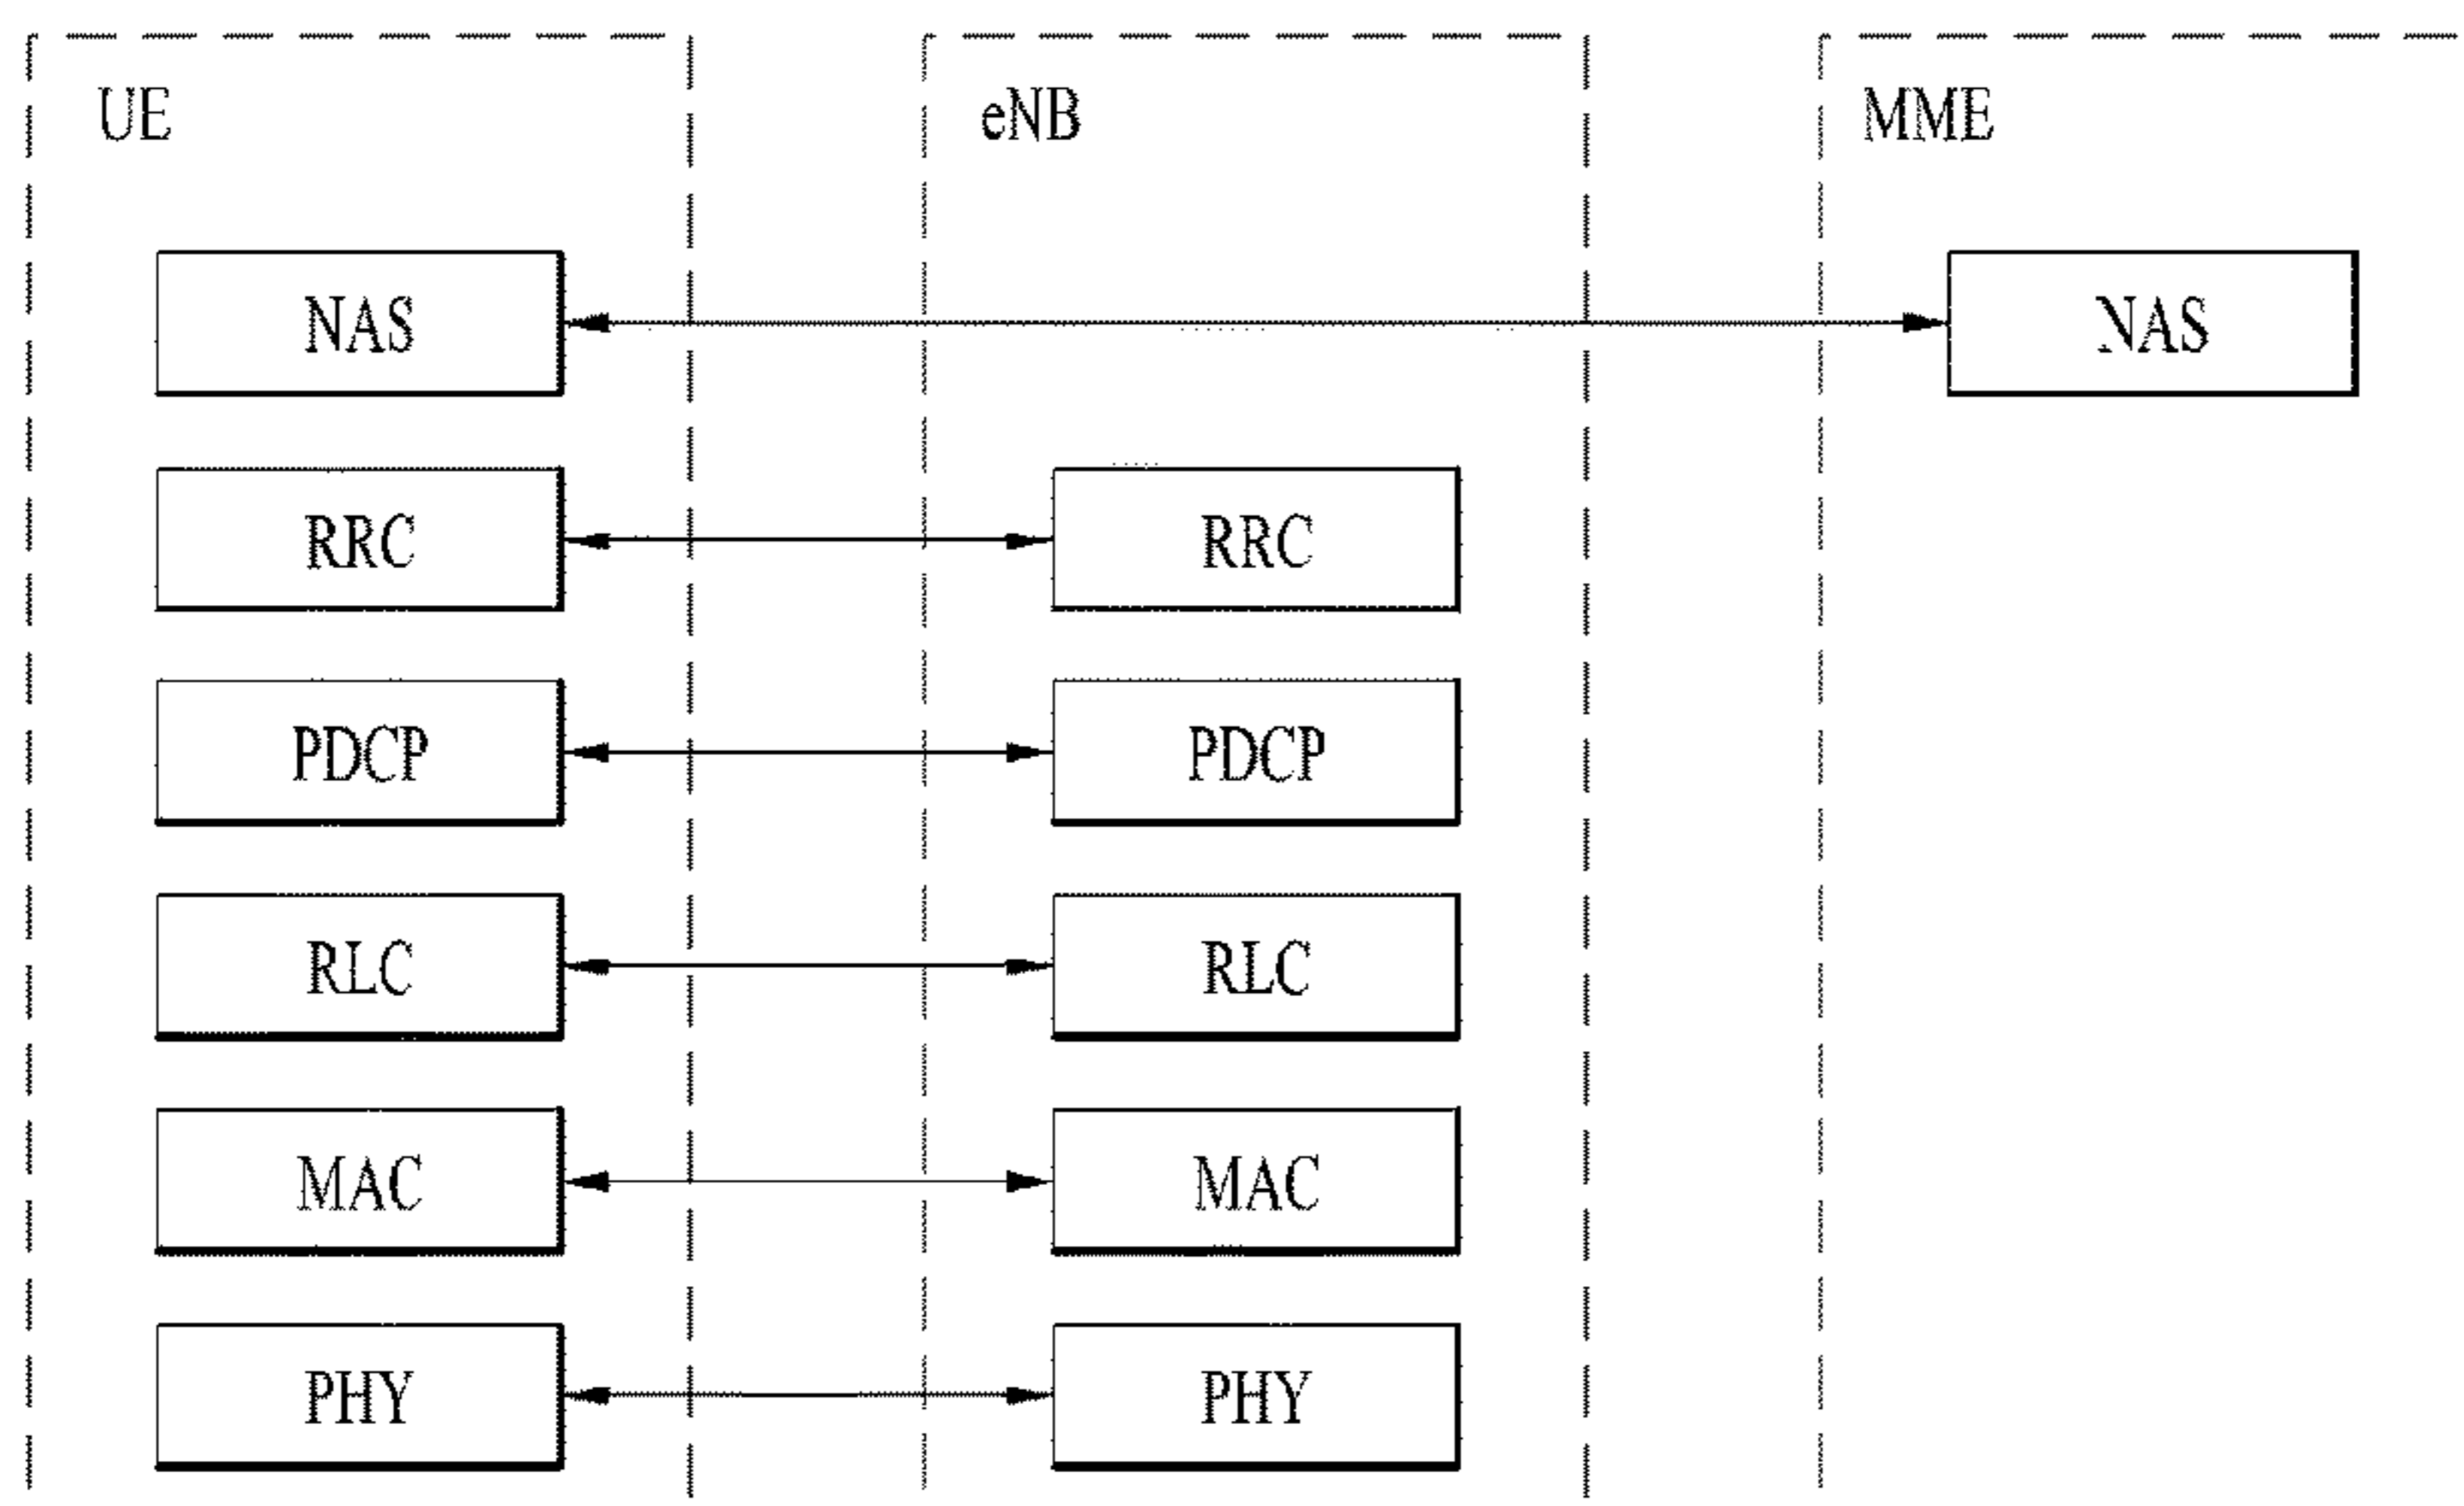 UE eNB MME
NAS NAS
RRC RRC
PDCP PDCP
RLC RLC
MAC MAC
PHY PHY